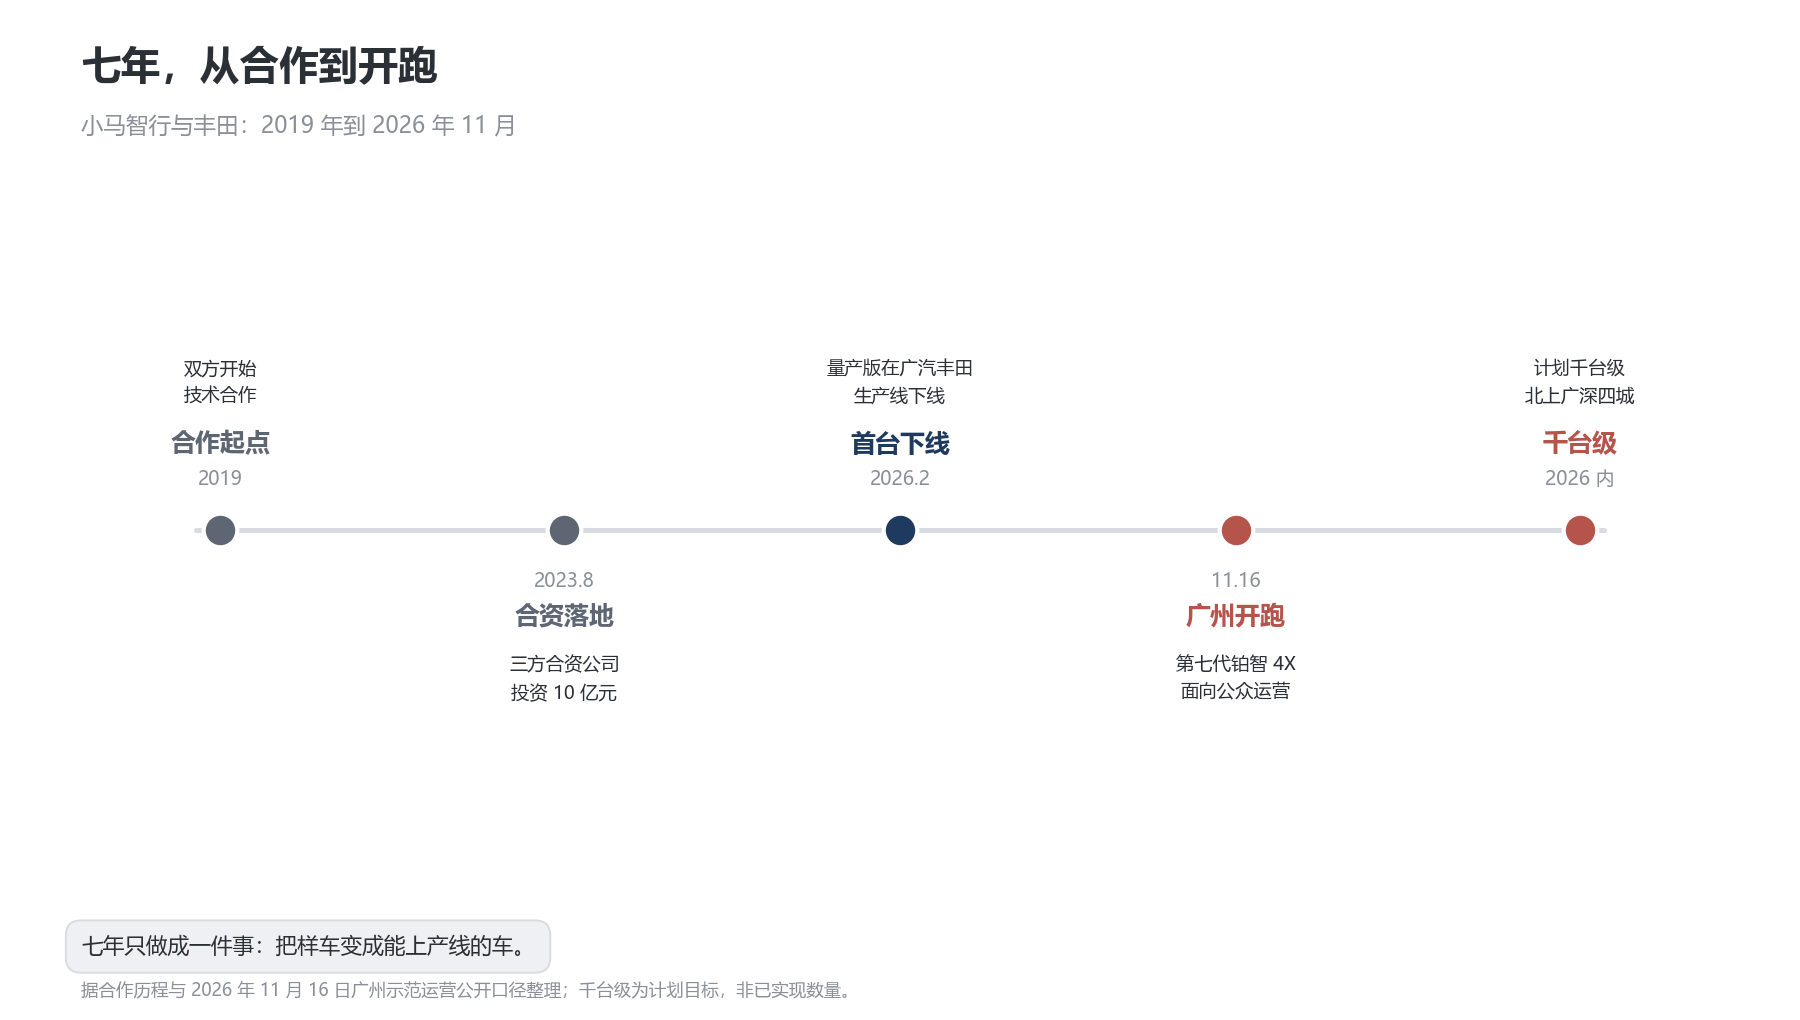 七年，从合作到开跑
小马智行与丰田：2019 年到 2026 年 11 月
双方开始
技术合作
合作起点
2019
2023.8
合资落地
三方合资公司
投资 10 亿元
量产版在广汽丰田
生产线下线
首台下线
2026.2
11.16
广州开跑
第七代铂智 4X
面向公众运营
计划千台级
北上广深四城
千台级
2026 内
七年只做成一件事：把样车变成能上产线的车。
据合作历程与 2026 年 11 月 16 日广州示范运营公开口径整理；千台级为计划目标，非已实现数量。